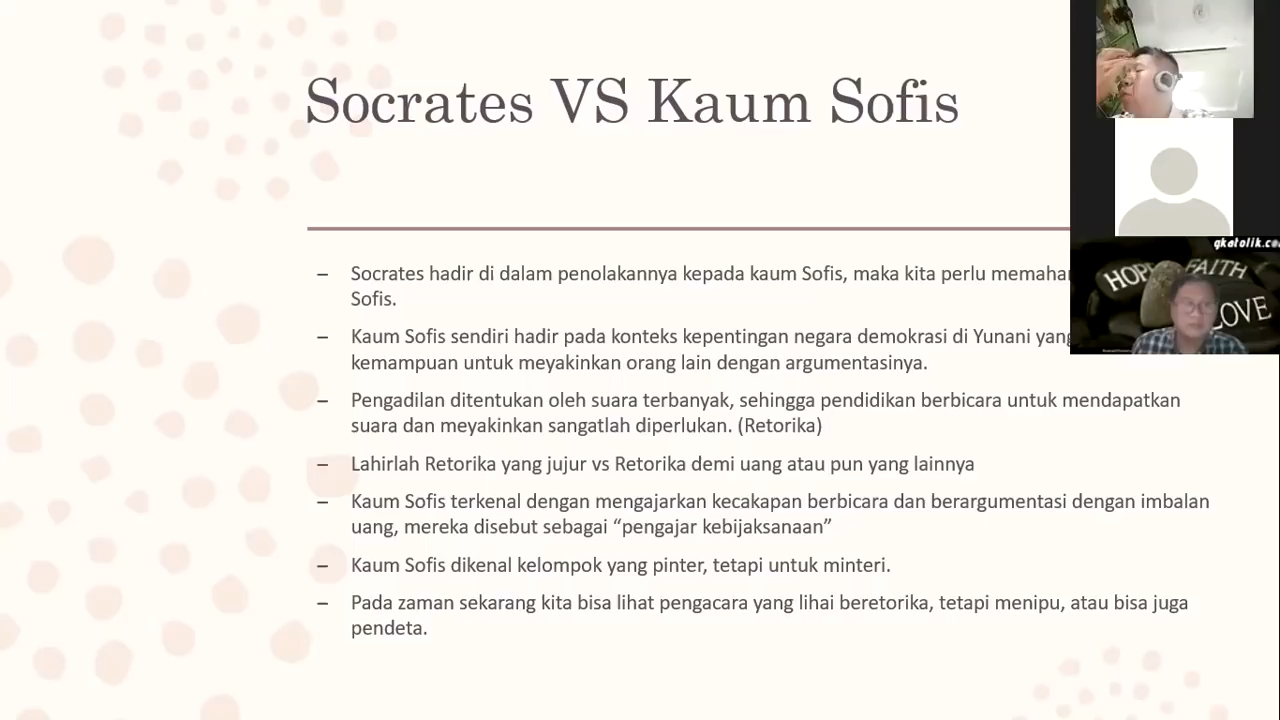 Socrates VS Kaum Sofis
– Socrates hadir di dalam penolakannya kepada kaum Sofis, maka kita perlu
Sofis.
– Kaum Sofis sendiri hadir pada konteks kepentingan negara demokrasi di Yunani yang
kemampuan untuk meyakinkan orang lain dengan argumentasinya.
– Pengadilan ditentukan oleh suara terbanyak, sehingga pendidikan berbicara untuk mendapatkan
suara dan meyakinkan sangatlah diperlukan. (Retorika)
– Lahirlah Retorika yang jujur vs Retorika demi uang atau pun yang lainnya
– Kaum Sofis terkenal dengan mengajarkan kecakapan berbicara dan berargumentasi dengan imbalan
uang, mereka disebut sebagai “pengajar kebijaksanaan”
– Kaum Sofis dikenal kelompok yang pinter, tetapi untuk minteri.
– Pada zaman sekarang kita bisa lihat pengacara yang lihai beretorika, tetapi menipu, atau bisa juga
pendeta.
HOPE FAITH
LOVE